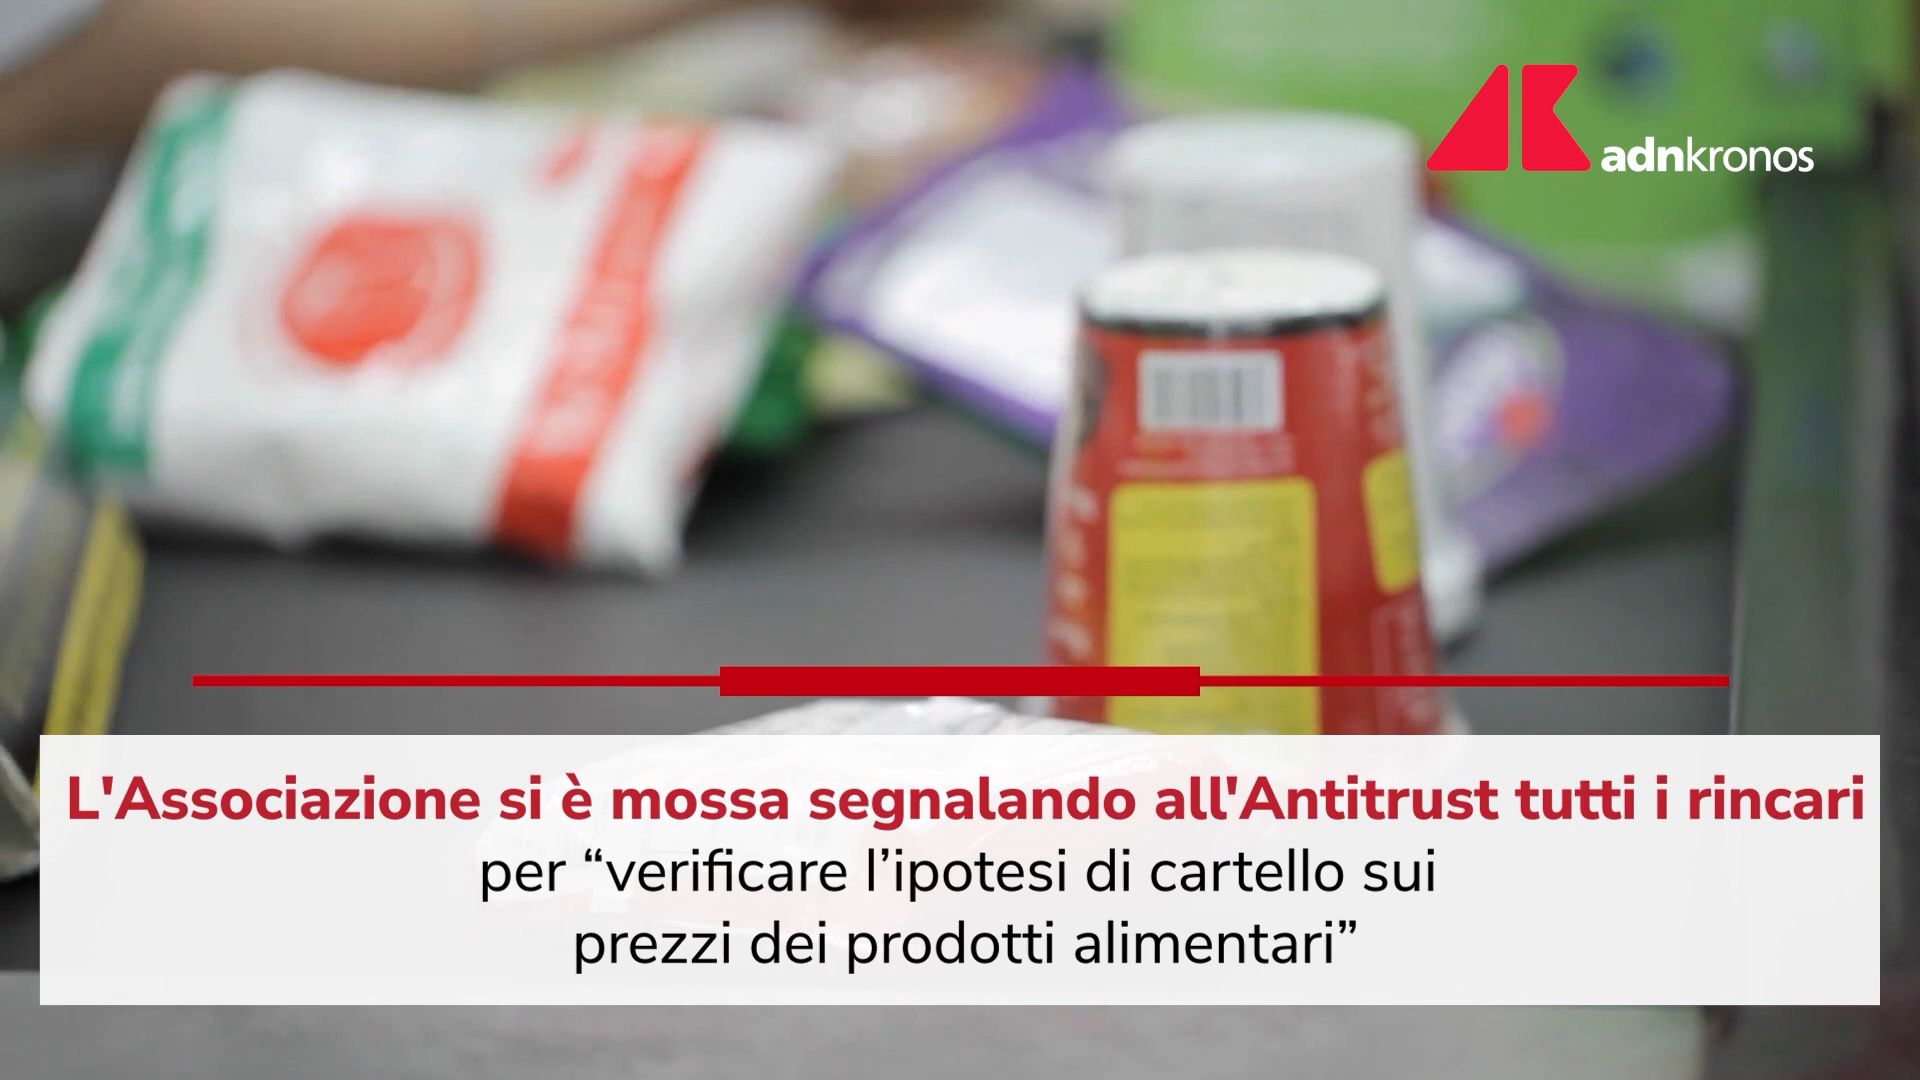 adnkronos
L'Associazione si è mossa segnalando all'Antitrust tutti i rincari
per “verificare l’ipotesi di cartello sui
prezzi dei prodotti alimentari”